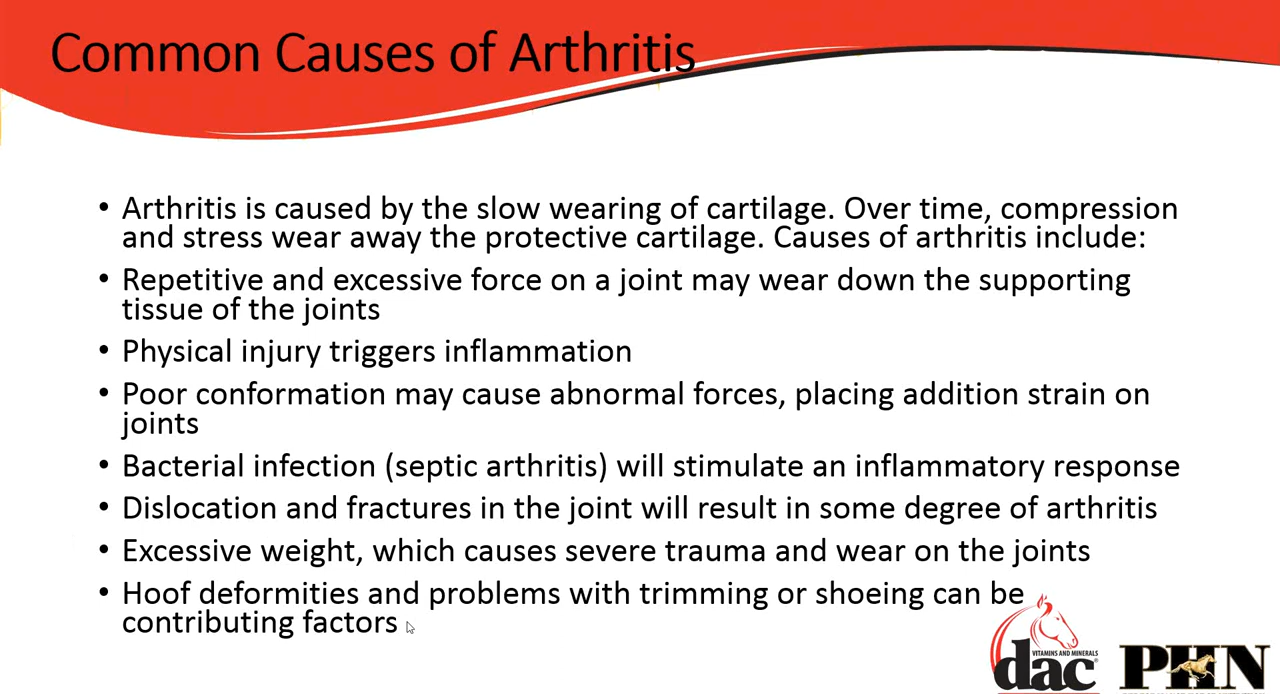 Common Causes of Arthritis
• Arthritis is caused by the slow wearing of cartilage. Over time, compression
and stress wear away the protective cartilage. Causes of arthritis include:
• Repetitive and excessive force on a joint may wear down the supporting
tissue of the joints
• Physical injury triggers inflammation
• Poor conformation may cause abnormal forces, placing addition strain on
joints
• Bacterial infection (septic arthritis) will stimulate an inflammatory response
• Dislocation and fractures in the joint will result in some degree of arthritis
• Excessive weight, which causes severe trauma and wear on the joints
• Hoof deformities and problems with trimming or shoeing can be
contributing factors
VITAMINS AND MINERALS
dac®
PHN